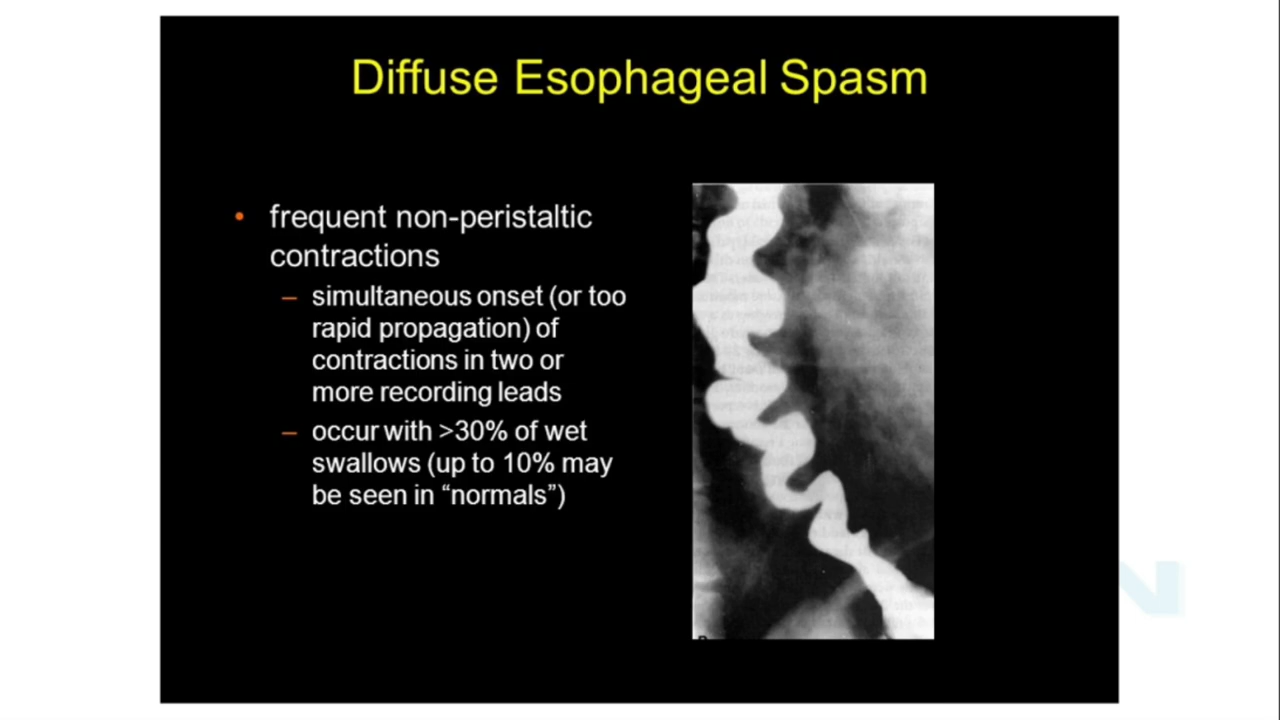 Diffuse Esophageal Spasm
• frequent non-peristaltic
contractions
– simultaneous onset (or too
rapid propagation) of
contractions in two or
more recording leads
– occur with >30% of wet
swallows (up to 10% may
be seen in “normals”)
N